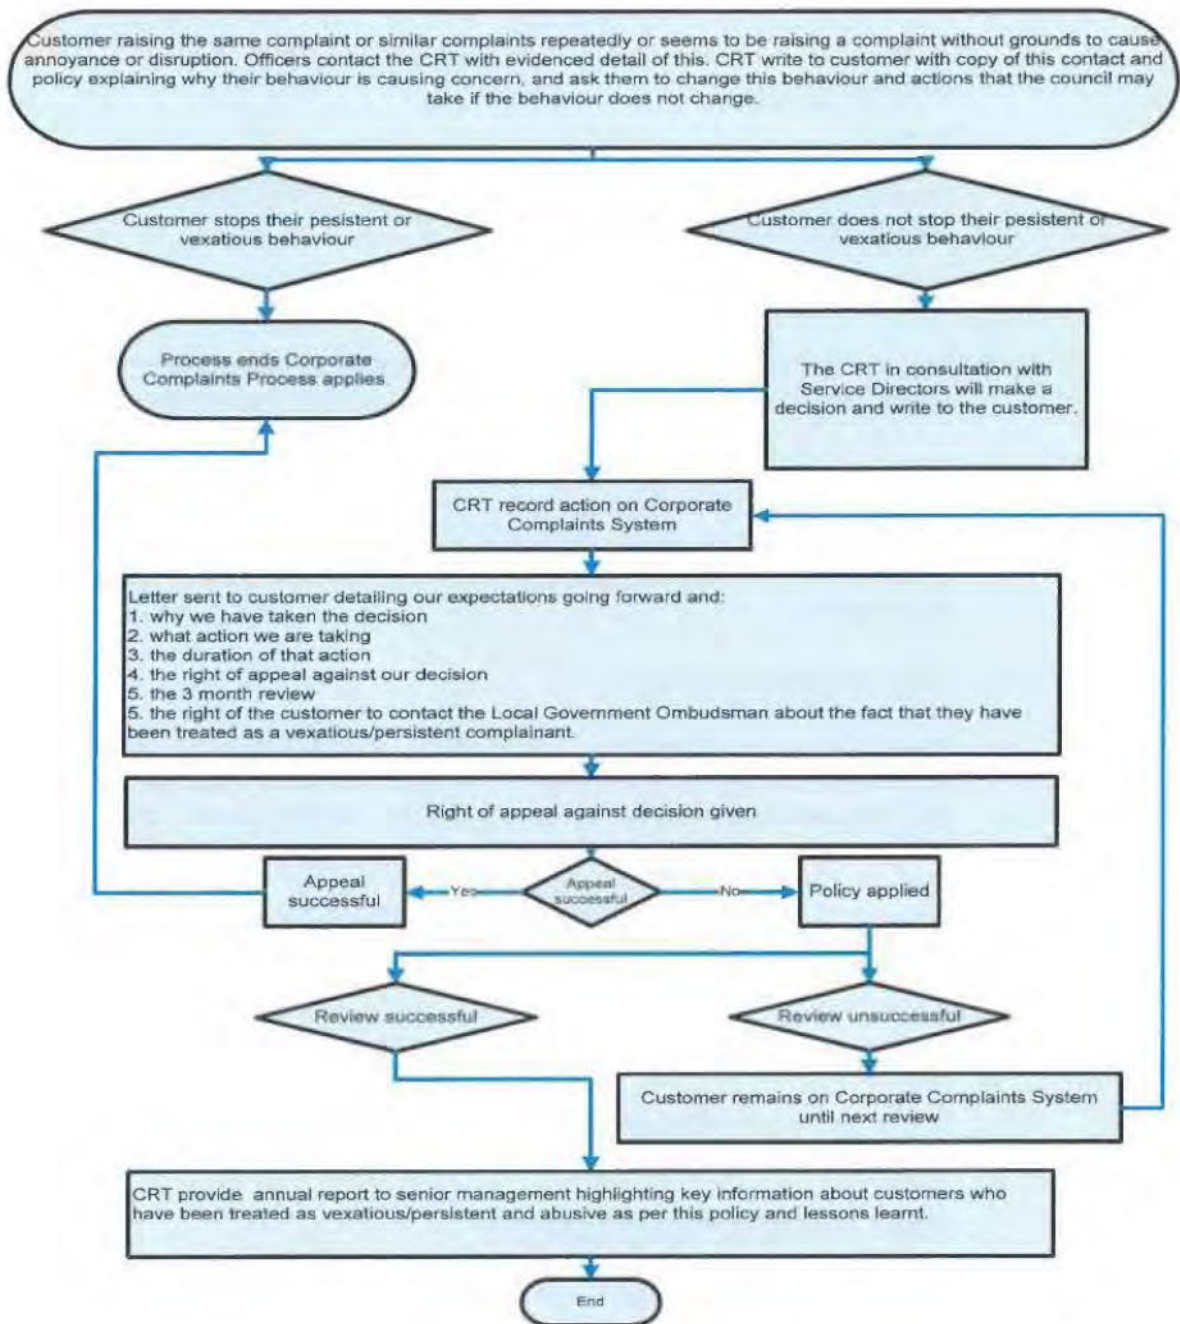 Customer raising the same complaint or similar complaints repeatedly or seems to be raising a complaint without grounds to cause
annoyance or disruption. Officers contact the CRT with evidenced detail of this. CRT write to customer with copy of this contact and
policy explaining why their behaviour is causing concern, and ask them to change this behaviour and actions that the council may
take if the behaviour does not change.
Customer stops their pesistent or
vexatious behaviour
Customer does not stop their pesistent or
vexatious behaviour
Process ends Corporate
Complaints Process applies
The CRT in consultation with
Service Directors will make a
decision and write to the customer.
CRT record action on Corporate
Complaints System
Letter sent to customer detailing our expectations going forward and:
1. why we have taken the decision
2. what action we are taking
3. the duration of that action
4. the right of appeal against our decision
5. the 3 month review
5. the right of the customer to contact the Local Government Ombudsman about the fact that they have
been treated as a vexatious/persistent complainant.
Right of appeal against decision given
Appeal
successful
Yes
Appeal
successful
No
Policy applied
Review successful
Review unsuccessful
Customer remains on Corporate Complaints System
until next review
CRT provide annual report to senior management highlighting key information about customers who
have been treated as vexatious/persistent and abusive as per this policy and lessons learnt.
End